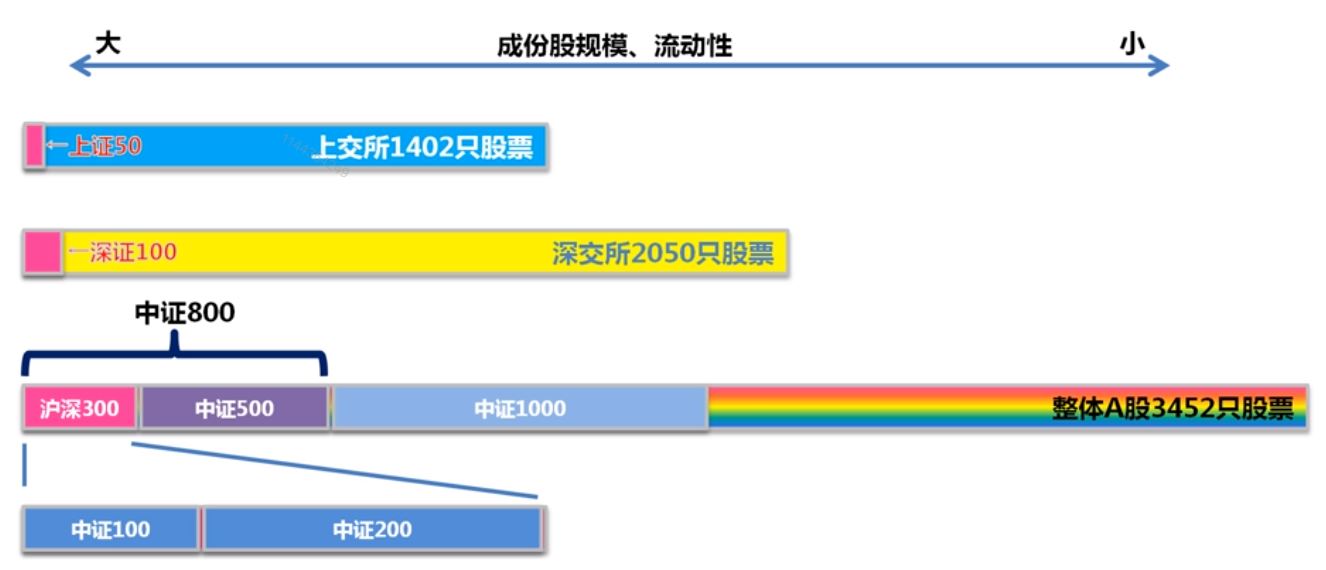 大 成份股规模、流动性 小
←上证50 上交所1402只股票
←深证100 深交所2050只股票
中证800
沪深300 中证500 中证1000 整体A股3452只股票
中证100 中证200